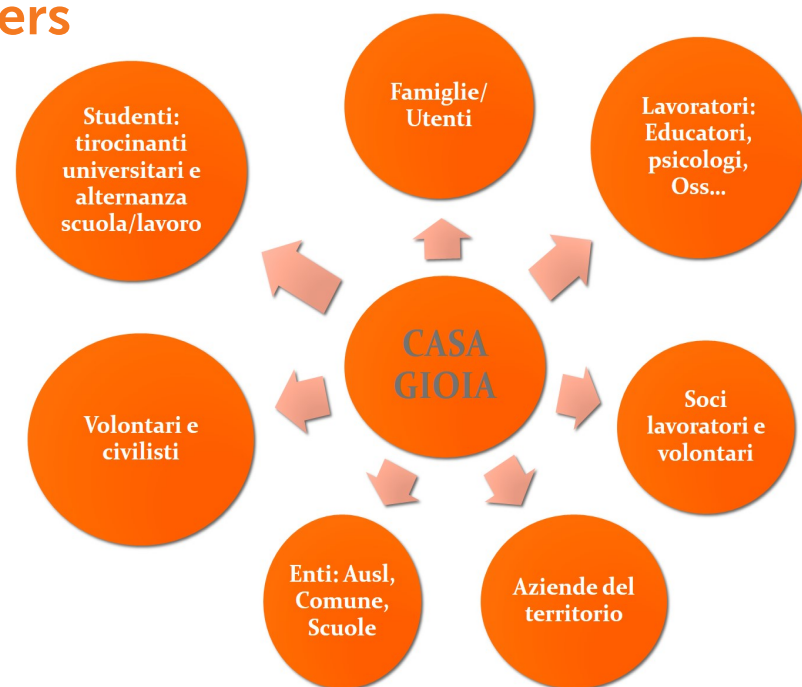 ers
Famiglie/
Utenti
Lavoratori:
Educatori,
psicologi,
Oss...
Soci
lavoratori e
volontari
Aziende del
territorio
Enti: Ausl,
Comune,
Scuole
Volontari e
civilisti
Studenti:
tirocinanti
universitari e
alternanza
scuola/lavoro
CASA
GIOIA